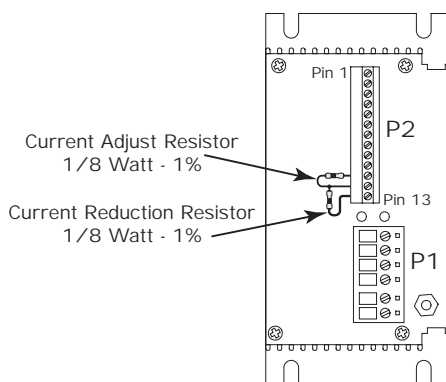 Pin 1
P2
Current Adjust Resistor
1/8 Watt - 1%
Pin 13
Current Reduction Resistor
1/8 Watt - 1%
P1